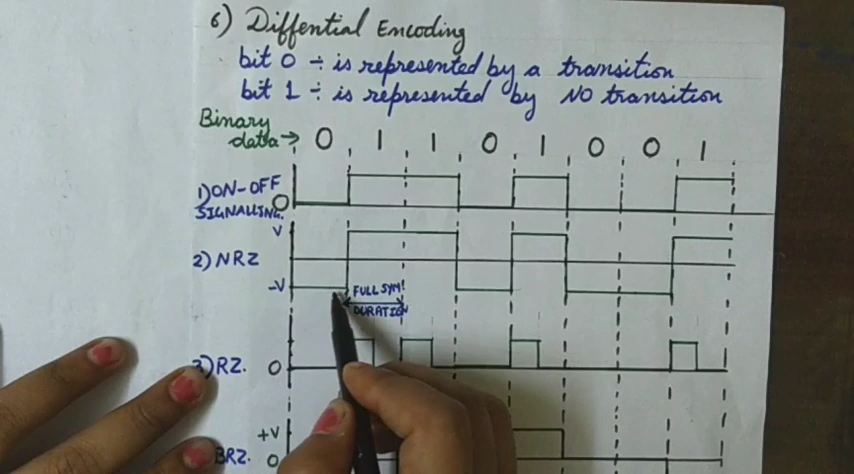 6) Diffential Encoding
bit 0 ÷ is represented by a transition
bit 1 ÷ is represented by NO transition
Binary
data → 0 1 1 0 1 0 0 1
1) ON-OFF
SIGNALLING. 0
V
2) NRZ
-V
FULL SYM!
DURATION
3) RZ. 0
+V
BRZ. 0